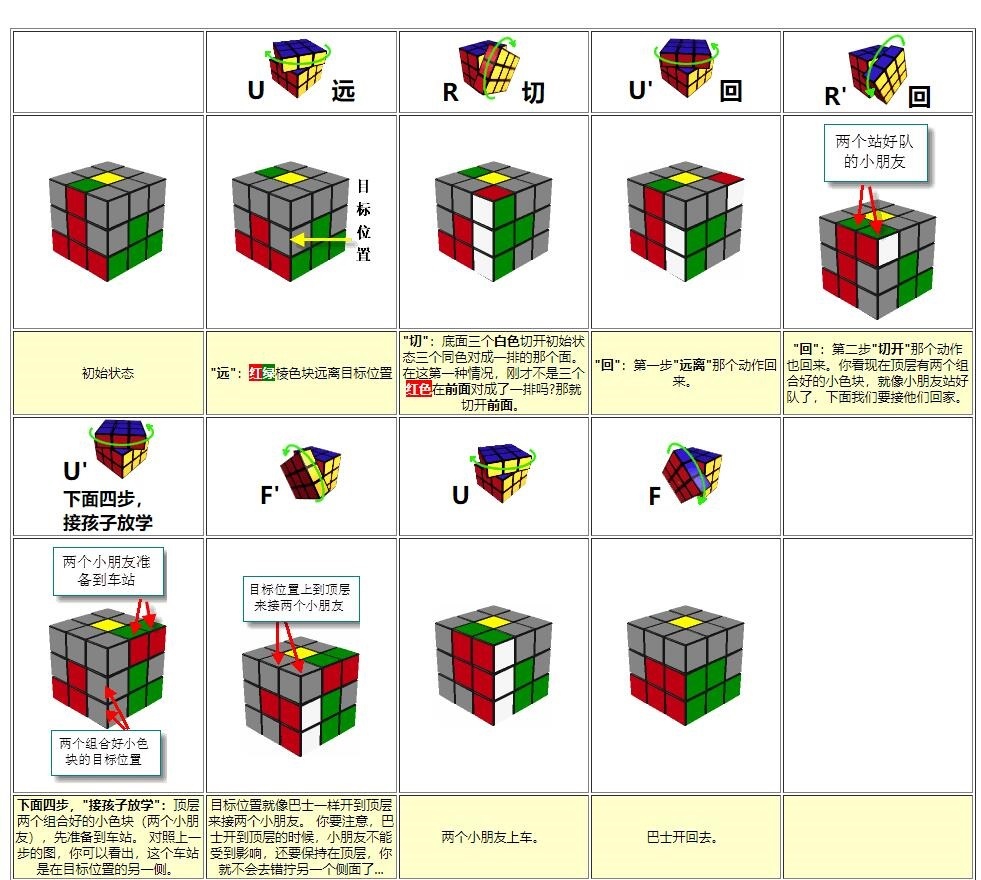 U 远
R 切
U' 回
R' 回
目标位置
两个站好队
的小朋友
初始状态
"远"：红绿棱色块远离目标位置
"切"：底面三个白色切开初始状
态三个同色对成一排的那个面。
在这第一种情况，刚才不是三个
红色在前面对成了一排吗?那就
切开前面。
"回"：第一步"远离"那个动作回
来。
"回"：第二步"切开"那个动作
也回来。你看现在顶层有两个组
合好的小色块，就像小朋友站好
队了，下面我们要接他们回家。
U'
下面四步，
接孩子放学
F'
U
F
两个小朋友准
备到车站
两个组合好小色
块的目标位置
目标位置上到顶层
来接两个小朋友
下面四步，"接孩子放学"：顶层
两个组合好的小色块（两个小朋
友），先准备到车站。 对照上一
步的图，你可以看出，这个车站
是在目标位置的另一侧。
目标位置就像巴士一样开到顶层
来接两个小朋友。 你要注意，巴
士开到顶层的时候，小朋友不能
受到影响，还要保持在顶层，你
就不会去错拧另一个侧面了...
两个小朋友上车。
巴士开回去。